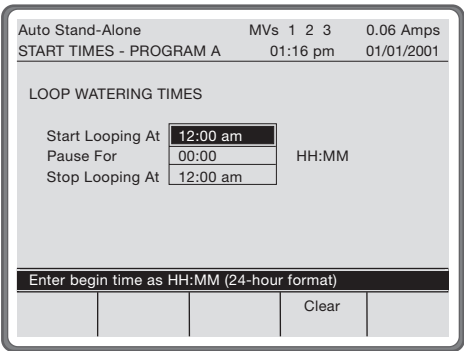 Auto Stand-Alone MVs 1 2 3 0.06 Amps
START TIMES - PROGRAM A 01:16 pm 01/01/2001
LOOP WATERING TIMES
Start Looping At 12:00 am
Pause For 00:00 HH:MM
Stop Looping At 12:00 am
Enter begin time as HH:MM (24-hour format)
Clear